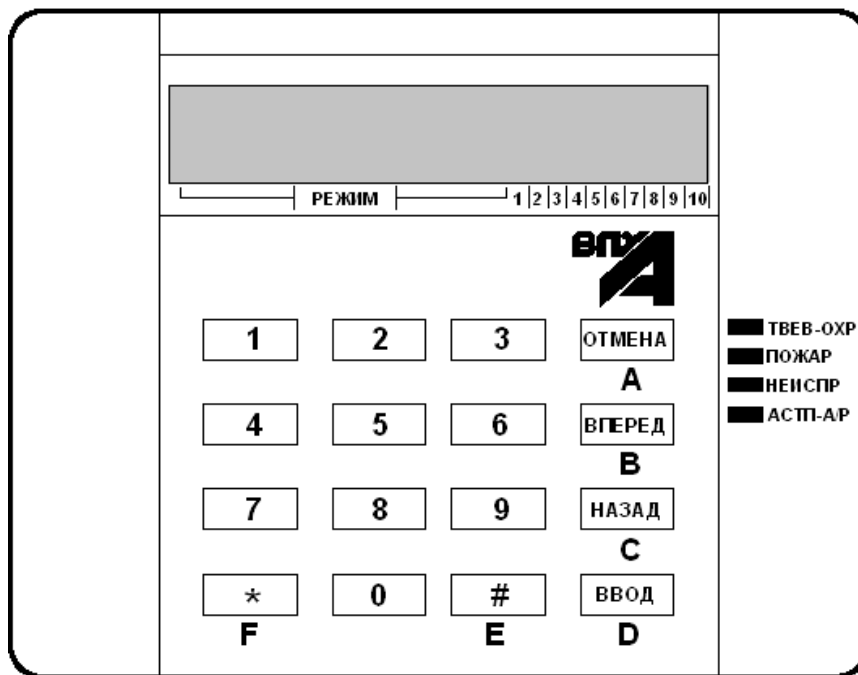 РЕЖИМ 1 2 3 4 5 6 7 8 9 10
ВПУ А
1 2 3 ОТМЕНА
A
4 5 6 ВПЕРЕД
B
7 8 9 НАЗАД
C
* 0 # ВВОД
F E D
ТВЕВ-ОХР
ПОЖАР
НЕИСПР
АСТП-А/Р